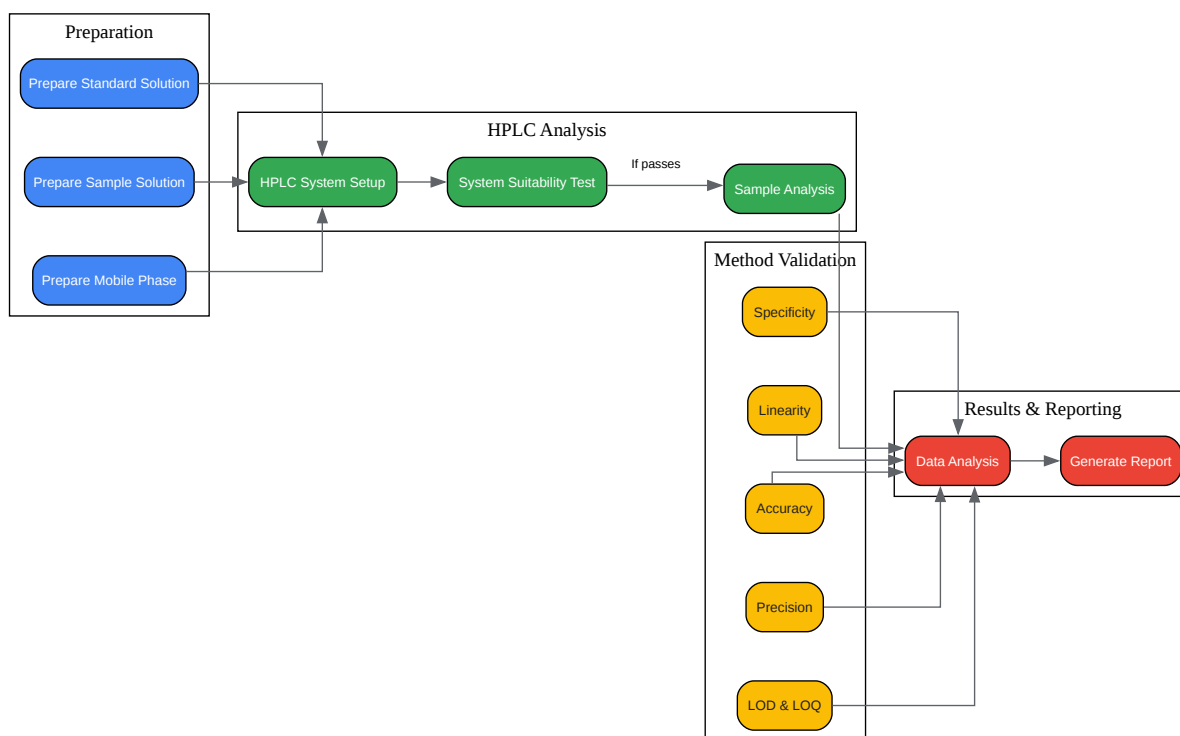 Preparation
Prepare Standard Solution
Prepare Sample Solution
Prepare Mobile Phase
HPLC Analysis
HPLC System Setup
System Suitability Test
If passes
Sample Analysis
Method Validation
Specificity
Linearity
Accuracy
Precision
LOD & LOQ
Results & Reporting
Data Analysis
Generate Report